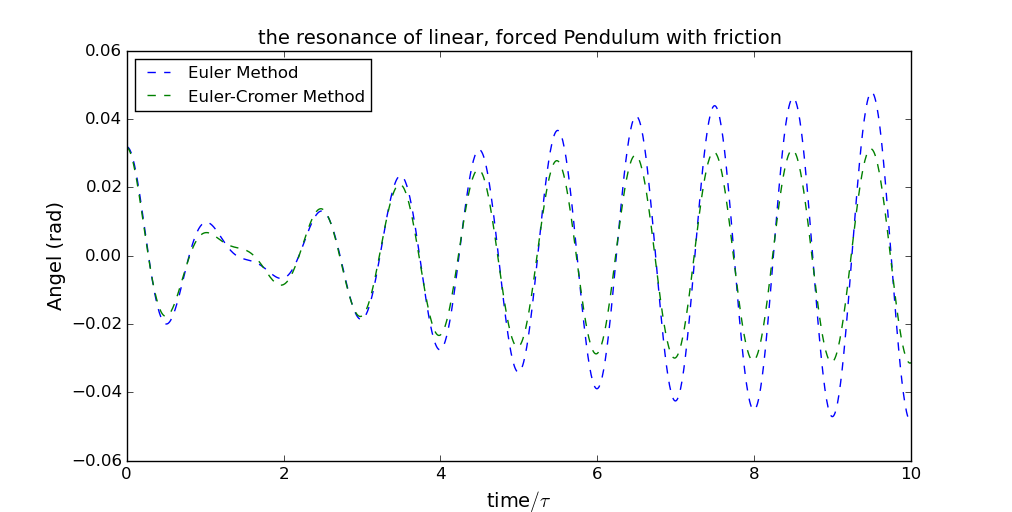 the resonance of linear, forced Pendulum with friction
Euler Method
Euler-Cromer Method
Angel (rad)
0.06
0.04
0.02
0.00
−0.02
−0.04
−0.06
0 2 4 6 8 10
time/τ